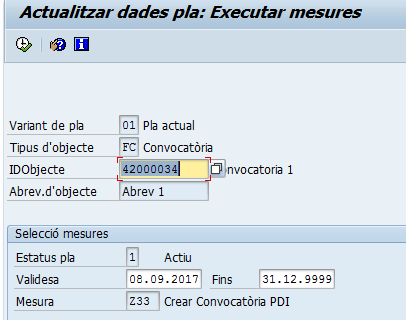 Actualitzar dades pla: Executar mesures
Variant de pla 01 Pla actual
Tipus d'objecte FC Convocatòria
IDObjecte 42000034 nvocatoria 1
Abrev.d'objecte Abrev 1
Selecció mesures
Estatus pla 1 Actiu
Validesa 08.09.2017 Fins 31.12.9999
Mesura Z33 Crear Convocatòria PDI